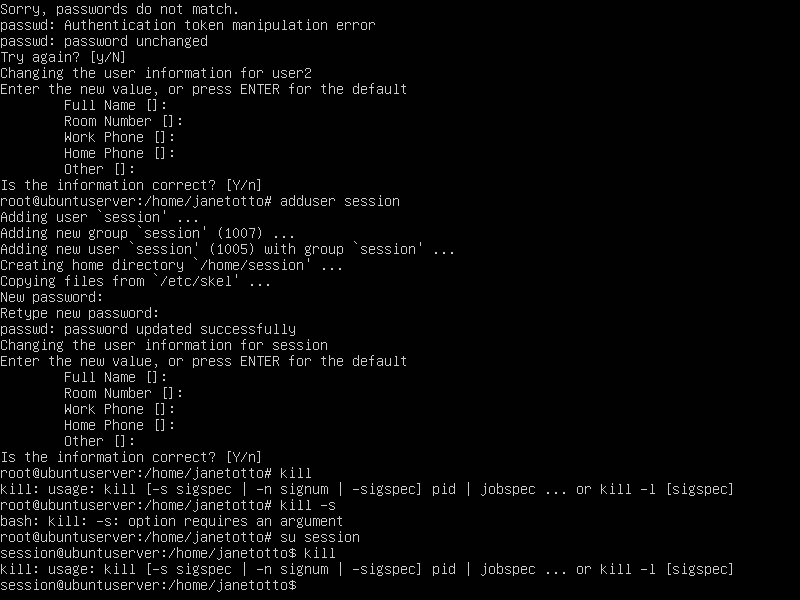 Sorry, passwords do not match.
passwd: Authentication token manipulation error
passwd: password unchanged
Try again? [y/N]
Changing the user information for user2
Enter the new value, or press ENTER for the default
        Full Name []:
        Room Number []:
        Work Phone []:
        Home Phone []:
        Other []:
Is the information correct? [Y/n]
root@ubuntuserver:/home/janetotto# adduser session
Adding user `session' ...
Adding new group `session' (1007) ...
Adding new user `session' (1005) with group `session' ...
Creating home directory `/home/session' ...
Copying files from `/etc/skel' ...
New password:
Retype new password:
passwd: password updated successfully
Changing the user information for session
Enter the new value, or press ENTER for the default
        Full Name []:
        Room Number []:
        Work Phone []:
        Home Phone []:
        Other []:
Is the information correct? [Y/n]
root@ubuntuserver:/home/janetotto# kill
kill: usage: kill [-s sigspec | -n signum | -sigspec] pid | jobspec ... or kill -l [sigspec]
root@ubuntuserver:/home/janetotto# kill -s
bash: kill: -s: option requires an argument
root@ubuntuserver:/home/janetotto# su session
session@ubuntuserver:/home/janetotto$ kill
kill: usage: kill [-s sigspec | -n signum | -sigspec] pid | jobspec ... or kill -l [sigspec]
session@ubuntuserver:/home/janetotto$